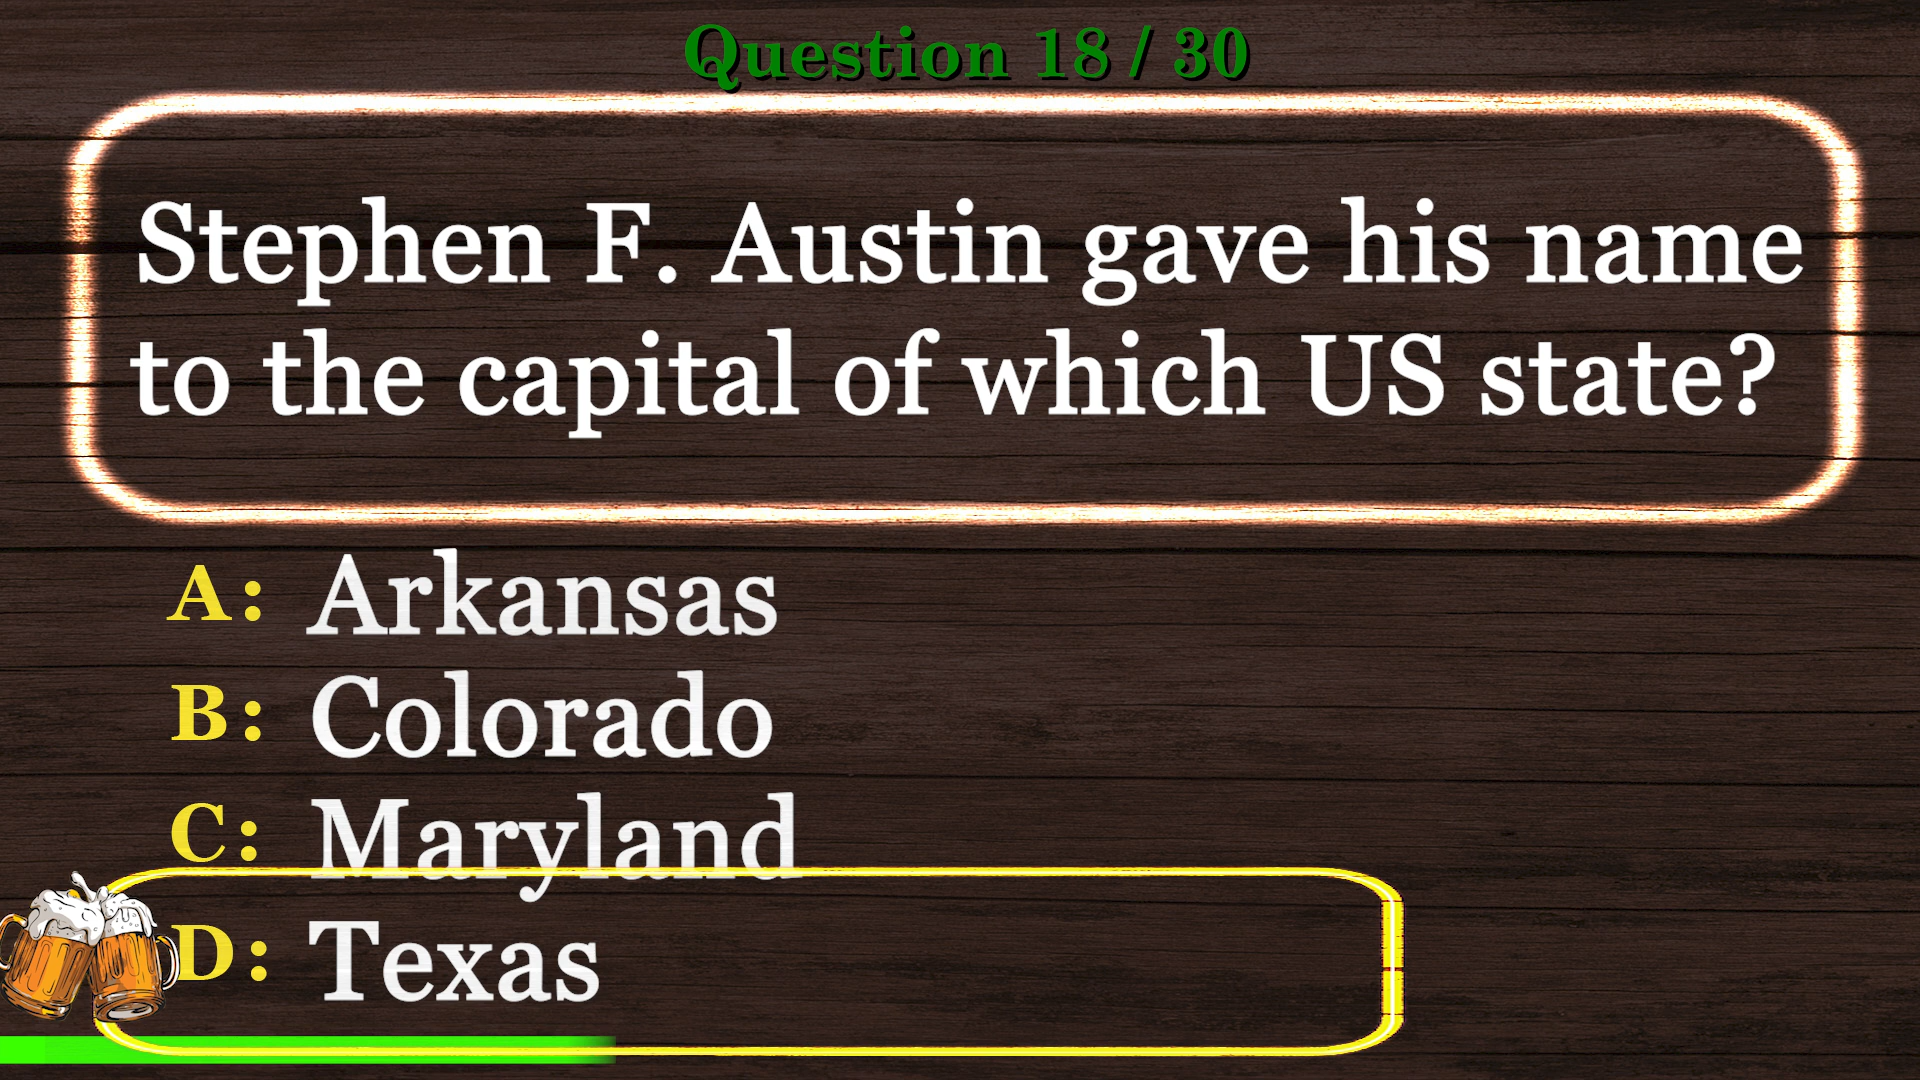 Question 18 / 30
Stephen F. Austin gave his name
to the capital of which US state?
A: Arkansas
B: Colorado
C: Maryland
D: Texas